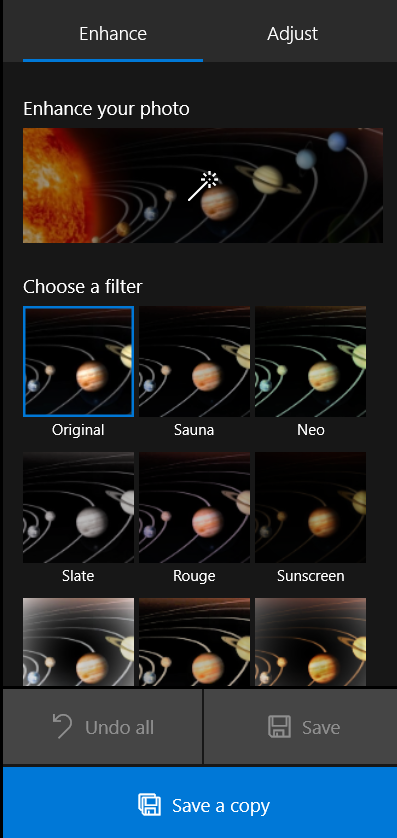 Enhance
Adjust
Enhance your photo
Choose a filter
Original
Sauna
Neo
Slate
Rouge
Sunscreen
Undo all
Save
Save a copy